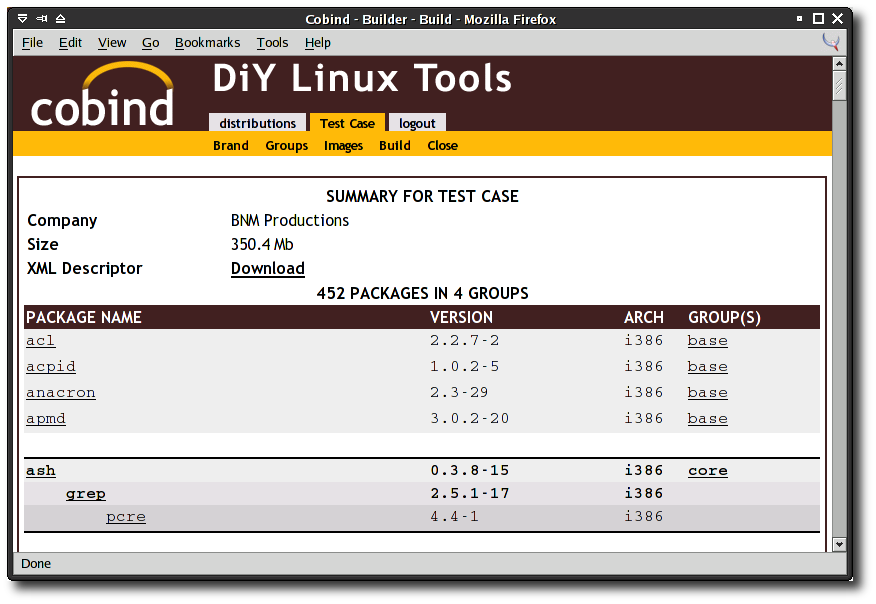 Cobind - Builder - Build - Mozilla Firefox
File Edit View Go Bookmarks Tools Help
cobind
DiY Linux Tools
distributions Test Case logout
Brand Groups Images Build Close
SUMMARY FOR TEST CASE
Company BNM Productions
Size 350.4 Mb
XML Descriptor Download
452 PACKAGES IN 4 GROUPS
PACKAGE NAME VERSION ARCH GROUP(S)
acl 2.2.7-2 i386 base
acpid 1.0.2-5 i386 base
anacron 2.3-29 i386 base
apmd 3.0.2-20 i386 base
ash 0.3.8-15 i386 core
grep 2.5.1-17 i386
pcre 4.4-1 i386
Done